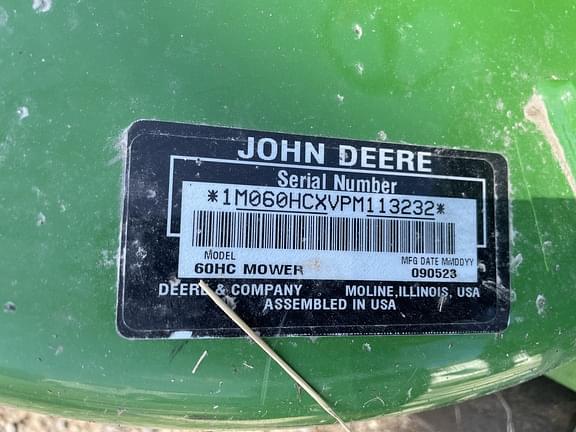 JOHN DEERE
Serial Number
*1M060HCXVPM113232*
MODEL MFG DATE MMDDYY
60HC MOWER 090523
DEERE & COMPANY MOLINE, ILLINOIS, USA
ASSEMBLED IN USA